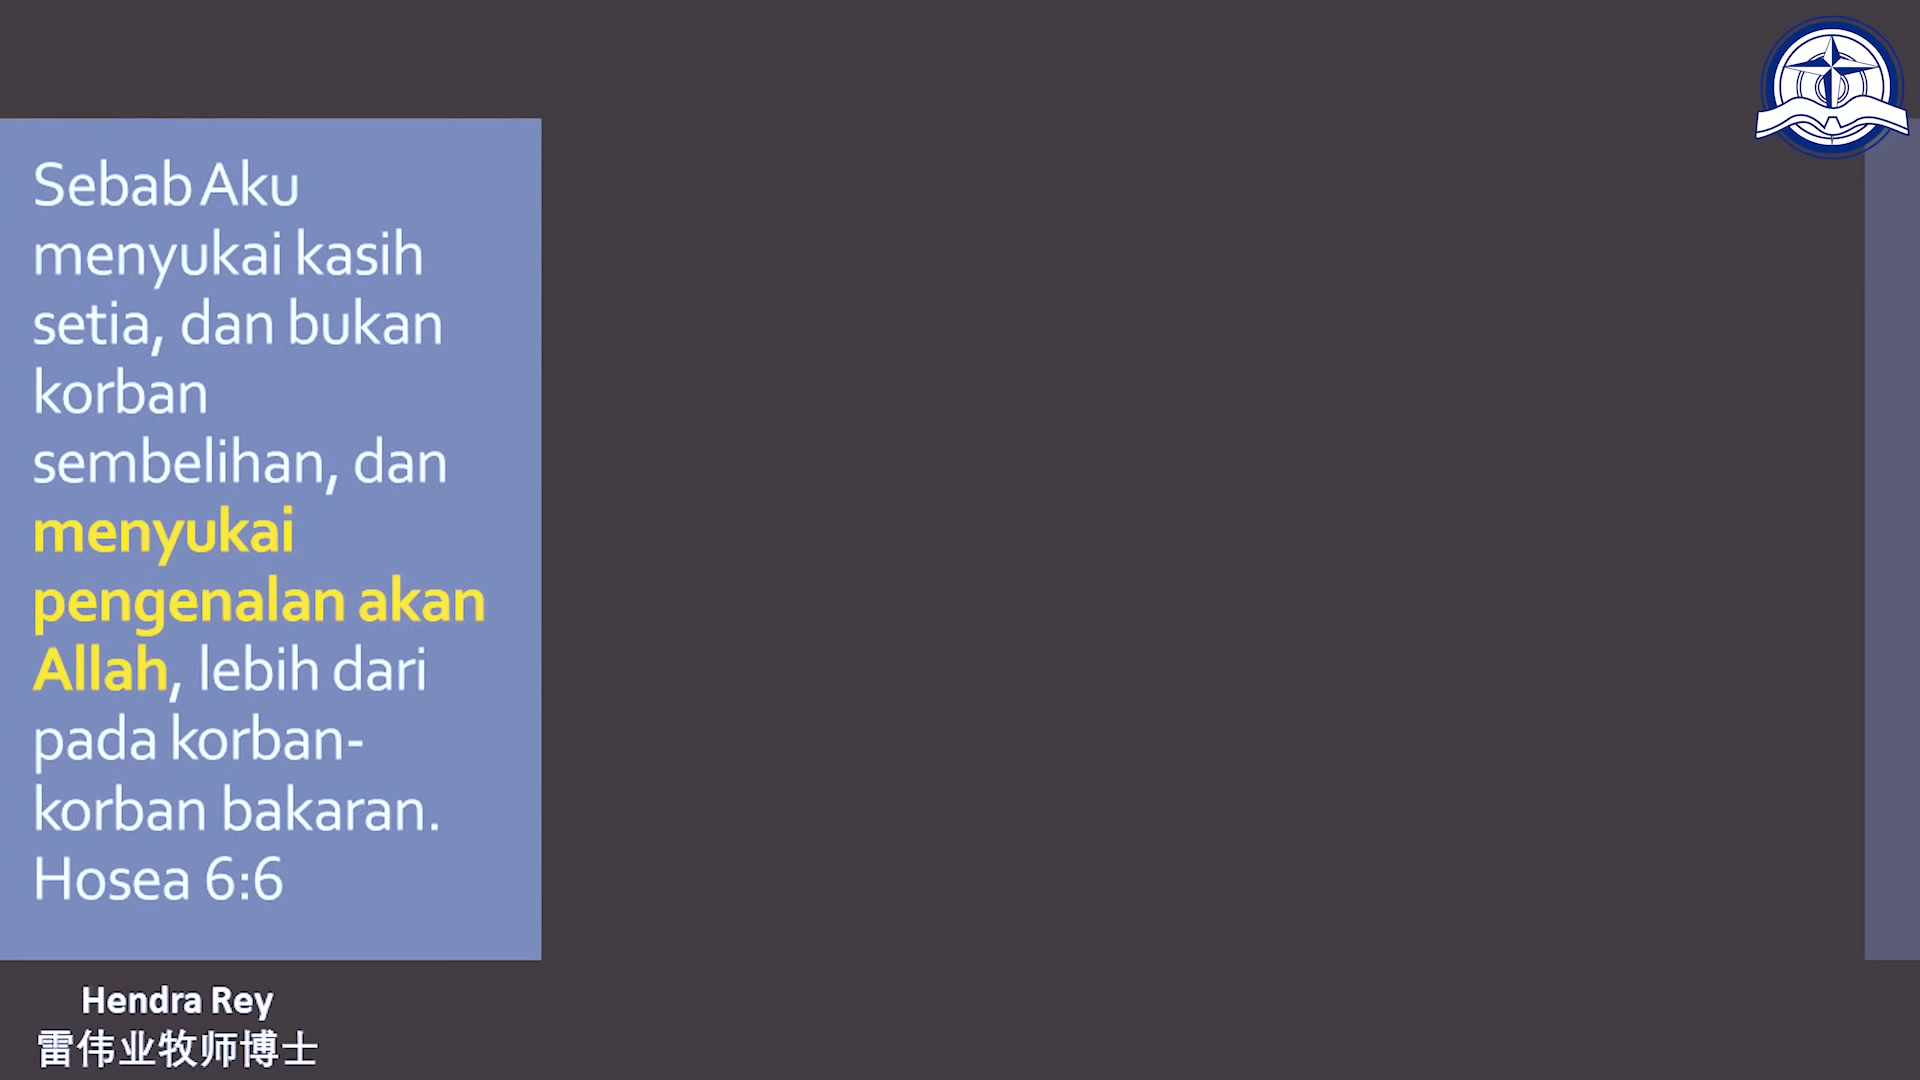 Sebab Aku
menyukai kasih
setia, dan bukan
korban
sembelihan, dan
menyukai
pengenalan akan
Allah, lebih dari
pada korban-
korban bakaran.
Hosea 6:6
Hendra Rey
雷伟业牧师博士